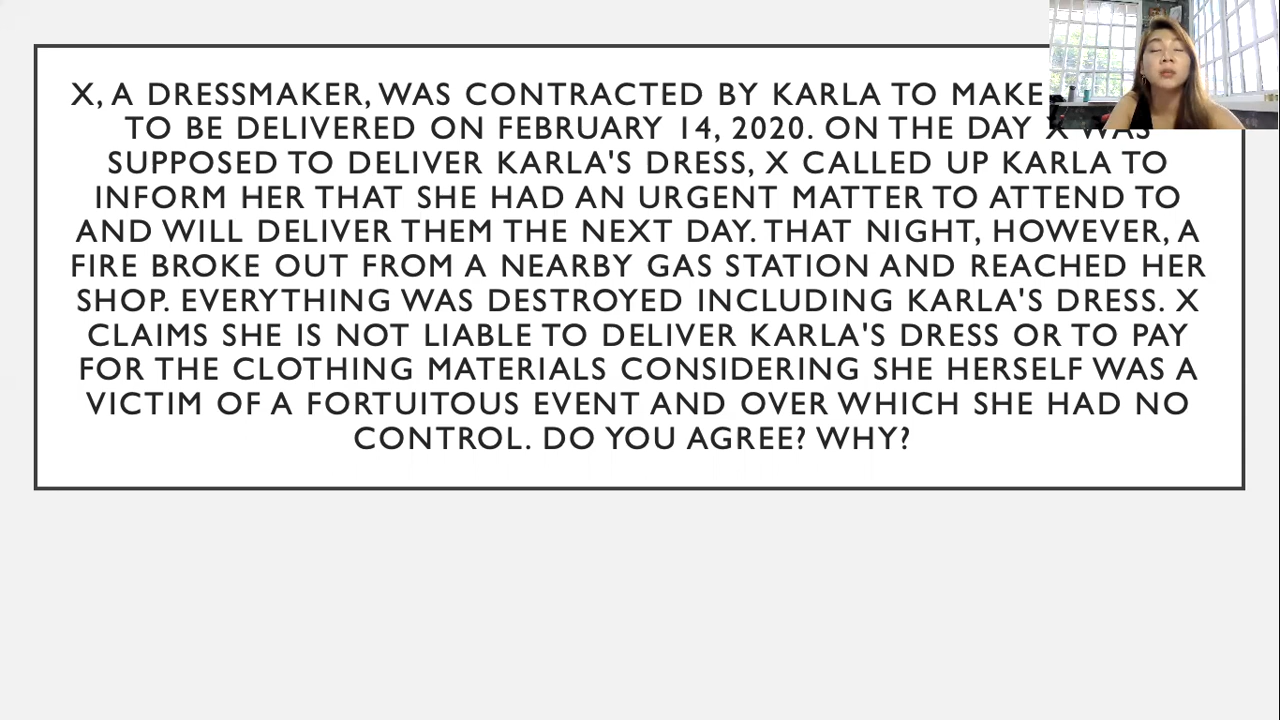 X, A DRESSMAKER, WAS CONTRACTED BY KARLA TO MAKE
TO BE DELIVERED ON FEBRUARY 14, 2020. ON THE DAY X WAS
SUPPOSED TO DELIVER KARLA'S DRESS, X CALLED UP KARLA TO
INFORM HER THAT SHE HAD AN URGENT MATTER TO ATTEND TO
AND WILL DELIVER THEM THE NEXT DAY. THAT NIGHT, HOWEVER, A
FIRE BROKE OUT FROM A NEARBY GAS STATION AND REACHED HER
SHOP. EVERYTHING WAS DESTROYED INCLUDING KARLA'S DRESS. X
CLAIMS SHE IS NOT LIABLE TO DELIVER KARLA'S DRESS OR TO PAY
FOR THE CLOTHING MATERIALS CONSIDERING SHE HERSELF WAS A
VICTIM OF A FORTUITOUS EVENT AND OVER WHICH SHE HAD NO
CONTROL. DO YOU AGREE? WHY?